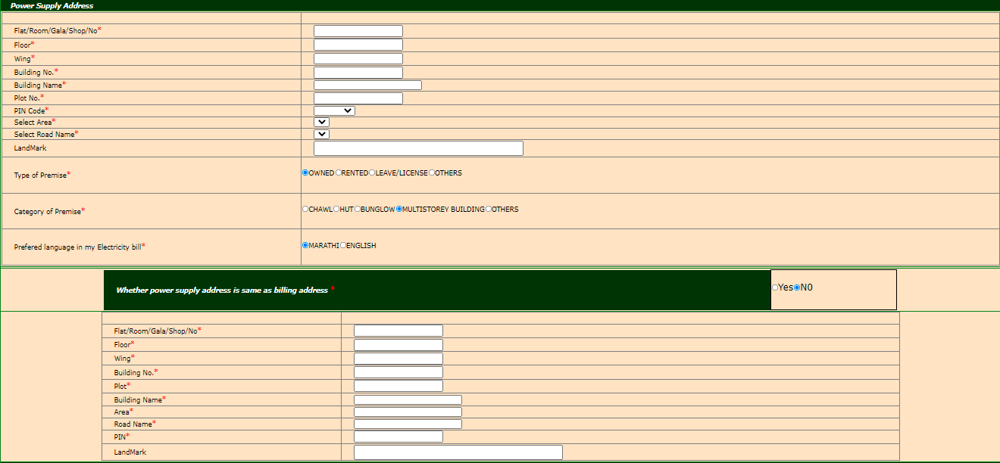 Power Supply Address
Flat/Room/Gala/Shop/No*
Floor*
Wing*
Building No.*
Building Name*
Plot No.*
PIN Code*
Select Area*
Select Road Name*
LandMark
Type of Premise* OWNED RENTED LEAVE/LICENSE OTHERS
Category of Premise* CHAWL HUT BUNGLOW MULTISTOREY BUILDING OTHERS
Prefered language in my Electricity bill* MARATHI ENGLISH
Whether power supply address is same as billing address * Yes N0
Flat/Room/Gala/Shop/No*
Floor*
Wing*
Building No.*
Plot*
Building Name*
Area*
Road Name*
PIN*
LandMark